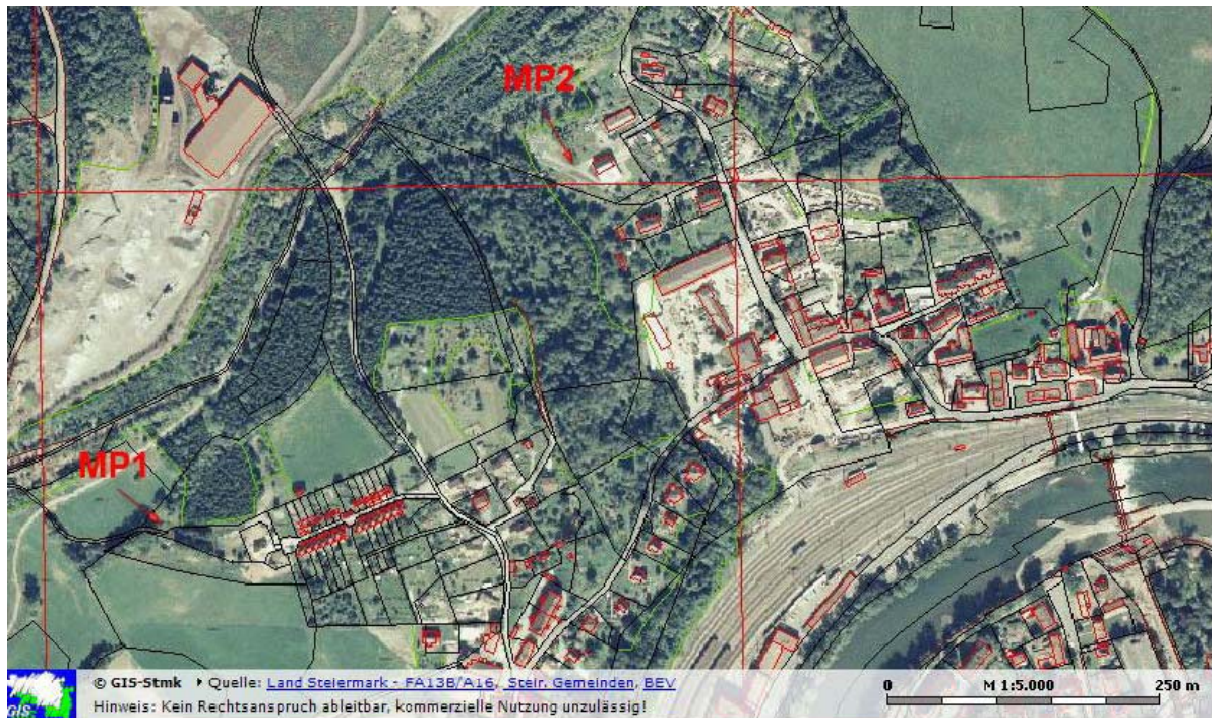 MP2
MP1
© GIS-Stmk ‣ Quelle: Land Steiermark - FA13B/A16, Steir. Gemeinden, BEV
Hinweis: Kein Rechtsanspruch ableitbar, kommerzielle Nutzung unzulässig!
0 M 1:5.000 250 m
GIS